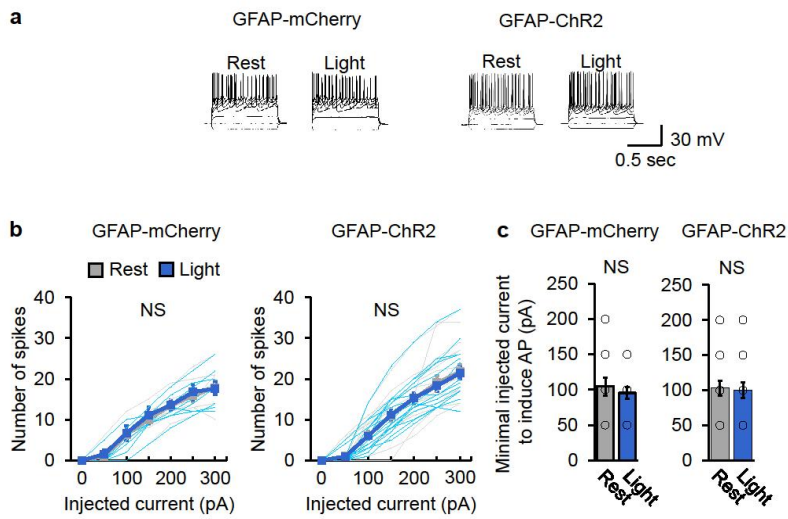 a
GFAP-mCherry
GFAP-ChR2
Rest
Light
Rest
Light
30 mV
0.5 sec
b
GFAP-mCherry
GFAP-ChR2
Rest
Light
Number of spikes
40
30
20
10
0
NS
0
100
200
300
Injected current (pA)
Number of spikes
40
30
20
10
0
NS
0
100
200
300
Injected current (pA)
c
GFAP-mCherry
GFAP-ChR2
Minimal injected current
to induce AP (pA)
NS
250
200
150
100
50
0
Rest
Light
NS
250
200
150
100
50
0
Rest
Light